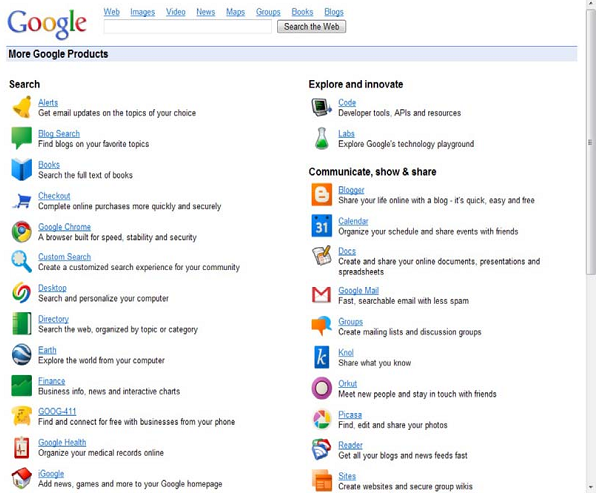 Google
Web Images Video News Maps Groups Books Blogs
Search the Web
More Google Products
Search
Alerts
Get email updates on the topics of your choice
Blog Search
Find blogs on your favorite topics
Books
Search the full text of books
Checkout
Complete online purchases more quickly and securely
Google Chrome
A browser built for speed, stability and security
Custom Search
Create a customized search experience for your community
Desktop
Search and personalize your computer
Directory
Search the web, organized by topic or category
Earth
Explore the world from your computer
Finance
Business info, news and interactive charts
GOOG-411
Find and connect for free with businesses from your phone
Google Health
Organize your medical records online
iGoogle
Add news, games and more to your Google homepage
Explore and innovate
Code
Developer tools, APIs and resources
Labs
Explore Google's technology playground
Communicate, show & share
Blogger
Share your life online with a blog - it's quick, easy and free
31
Calendar
Organize your schedule and share events with friends
Docs
Create and share your online documents, presentations and
spreadsheets
Google Mail
Fast, searchable email with less spam
Groups
Create mailing lists and discussion groups
k
Knol
Share what you know
Orkut
Meet new people and stay in touch with friends
Picasa
Find, edit and share your photos
Reader
Get all your blogs and news feeds fast
Sites
Create websites and secure group wikis